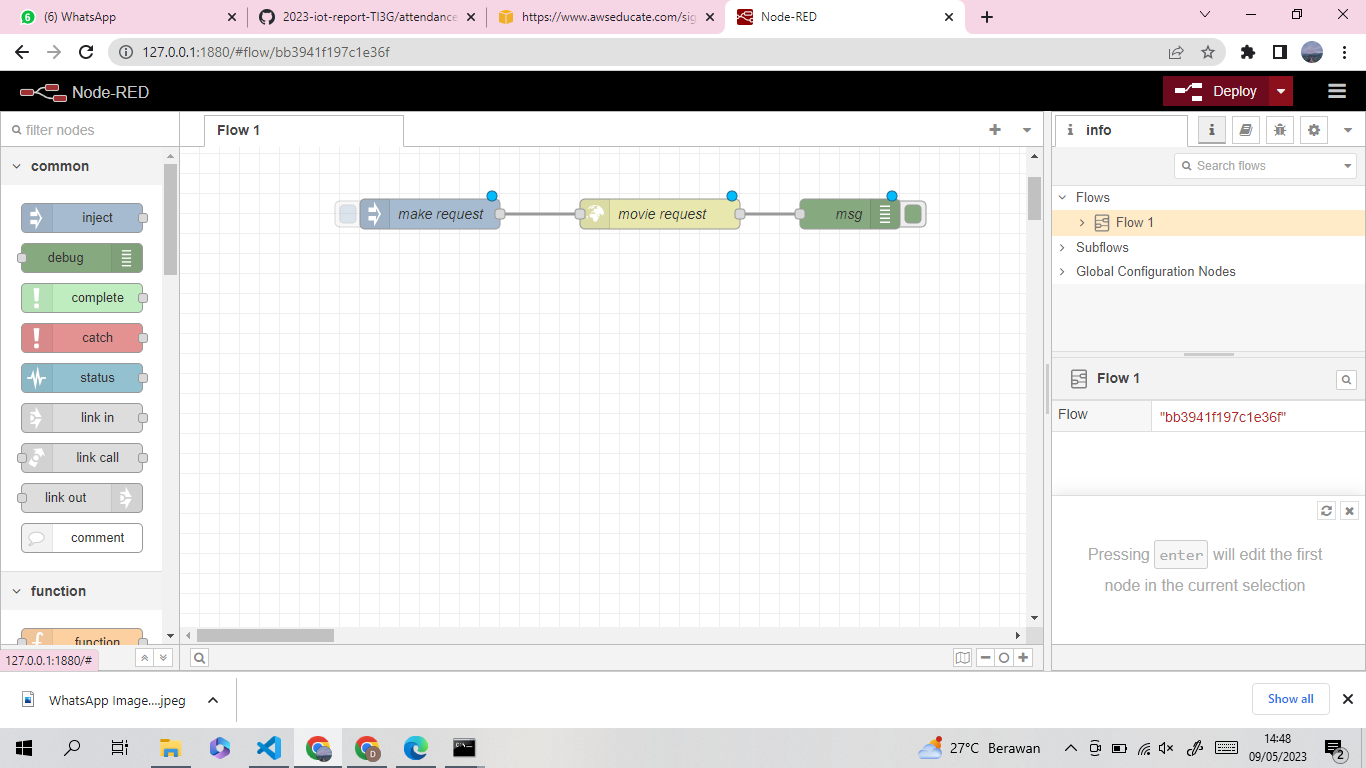 (6) WhatsApp
2023-iot-report-TI3G/attendance
https://www.awseducate.com/sig
Node-RED
127.0.0.1:1880/#flow/bb3941f197c1e36f
Node-RED
Deploy
filter nodes
Flow 1
info
common
Search flows
inject
debug
complete
catch
status
link in
link call
link out
comment
function
function
make request
movie request
msg
Flows
Flow 1
Subflows
Global Configuration Nodes
Flow 1
Flow
"bb3941f197c1e36f"
Pressing enter will edit the first
node in the current selection
127.0.0.1:1880/#
WhatsApp Image....jpeg
Show all
27°C Berawan
14:48
09/05/2023
2